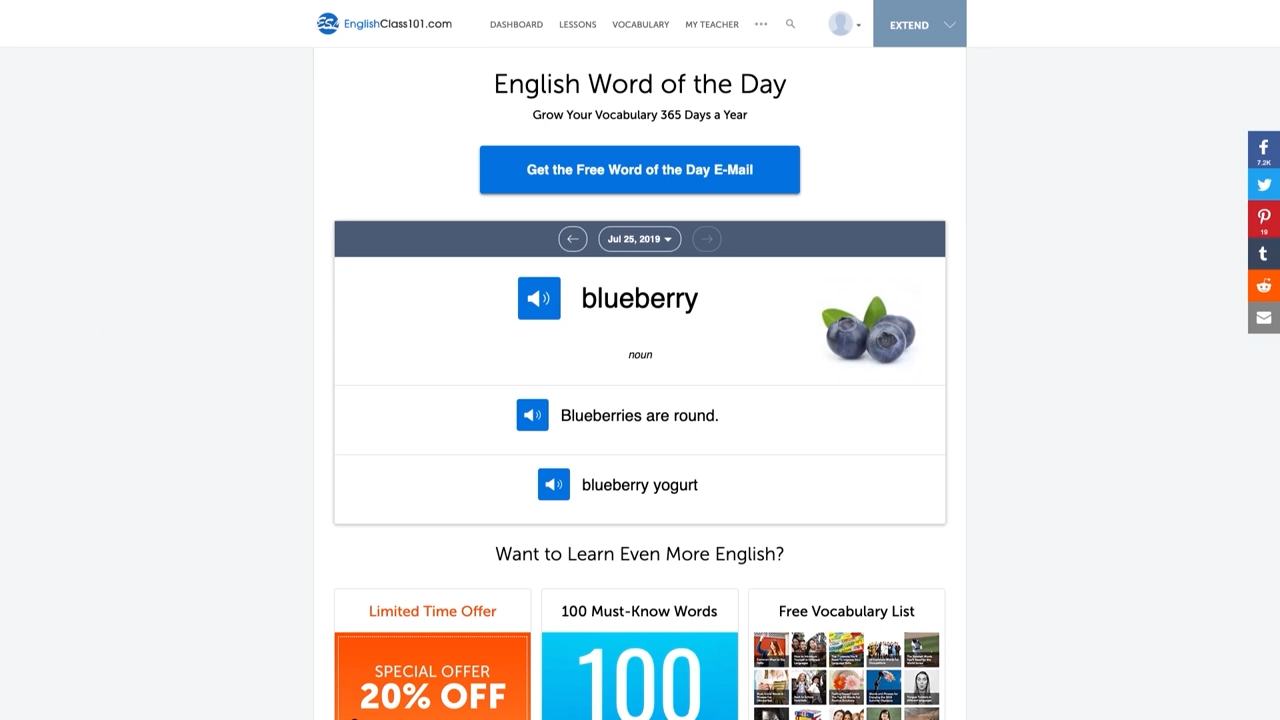 EnglishClass101.com
DASHBOARD LESSONS VOCABULARY MY TEACHER EXTEND
English Word of the Day
Grow Your Vocabulary 365 Days a Year
Get the Free Word of the Day E-Mail
7.2K
19
Jul 25, 2019
blueberry
noun
Blueberries are round.
blueberry yogurt
Want to Learn Even More English?
Limited Time Offer
SPECIAL OFFER
20% OFF
100 Must-Know Words
100
Free Vocabulary List